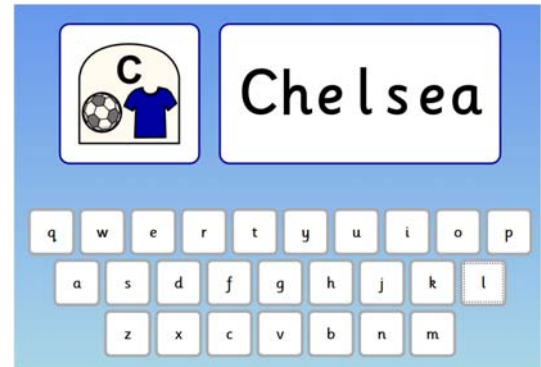 C
Chelsea
q w e r t y u i o p
a s d f g h j k l
z x c v b n m